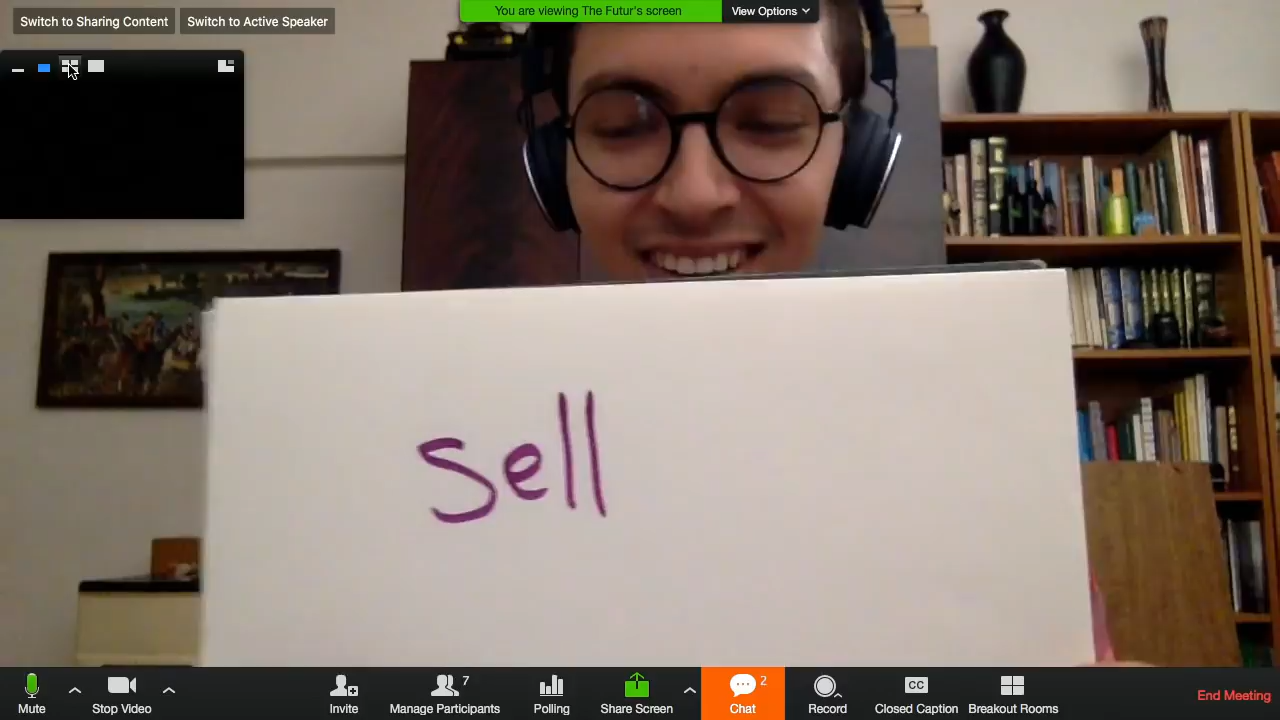 Switch to Sharing Content
Switch to Active Speaker
You are viewing The Futur's screen
View Options
Sell
Mute
Stop Video
Invite
7
Manage Participants
Polling
Share Screen
2
Chat
Record
CC
Closed Caption
Breakout Rooms
End Meeting